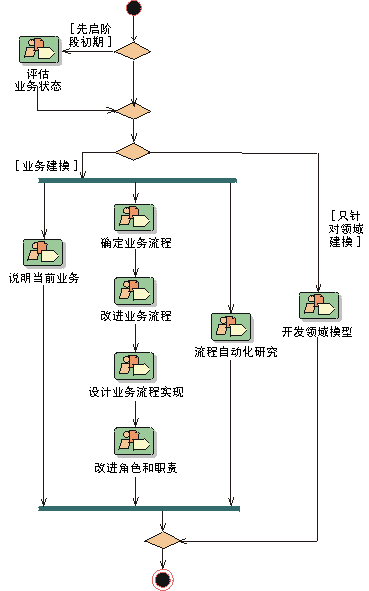 [先启阶
段初期]
评估
业务状态
[业务建模]
[只针
对领域
建模]
确定业务流程
说明当前业务
改进业务流程
开发领域模型
流程自动化研究
设计业务流程实现
改进角色和职责